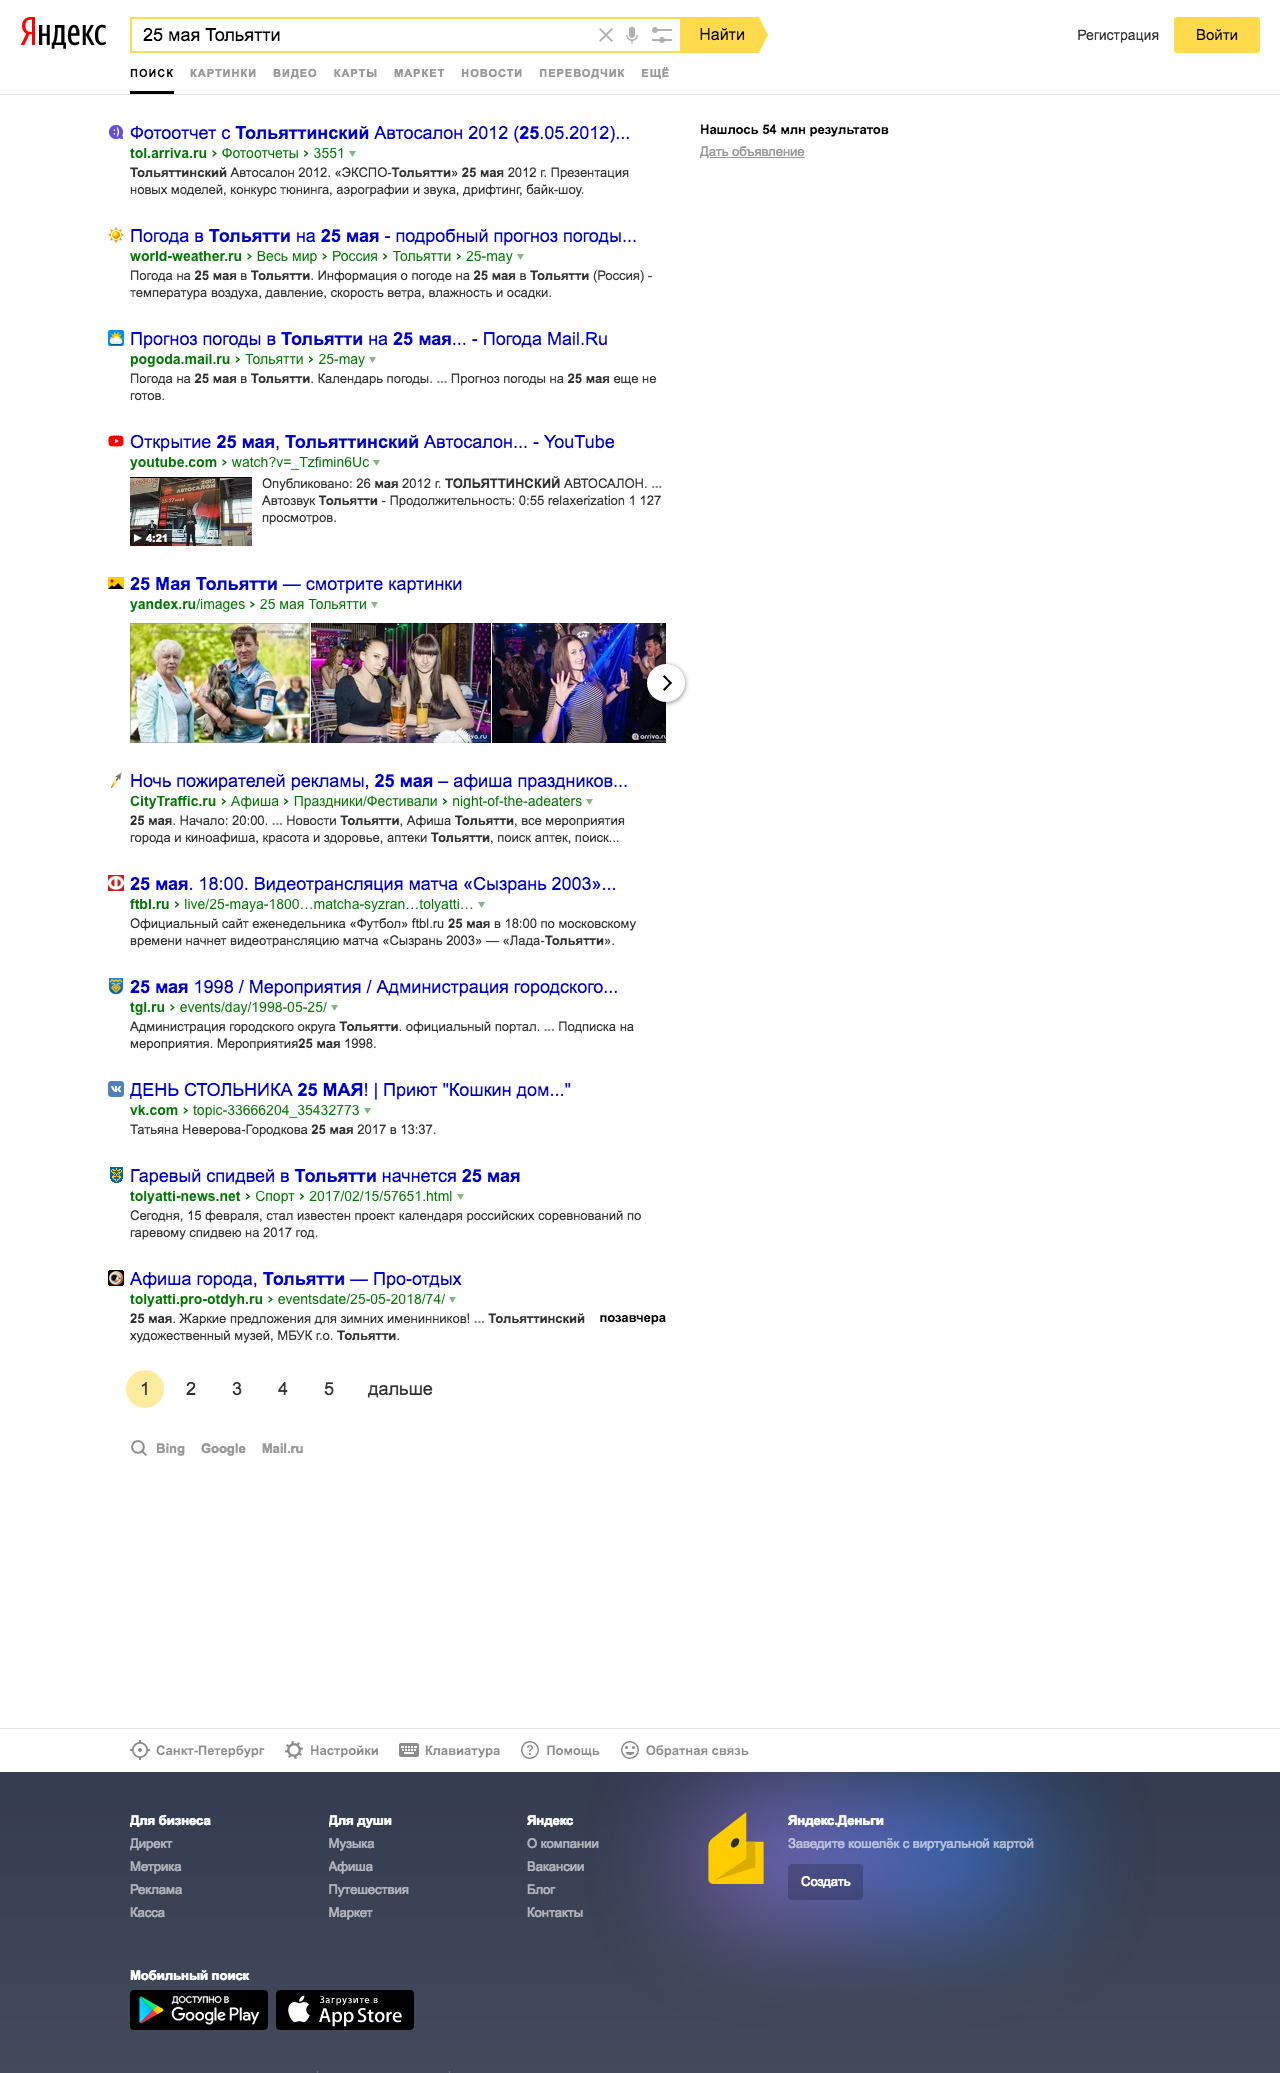 Яндекс
25 мая Тольятти
Найти
Регистрация
Войти
ПОИСК КАРТИНКИ ВИДЕО КАРТЫ МАРКЕТ НОВОСТИ ПЕРЕВОДЧИК ЕЩЁ
Фотоотчет с Тольяттинский Автосалон 2012 (25.05.2012)...
tol.arriva.ru › Фотоотчеты › 3551
Тольяттинский Автосалон 2012. «ЭКСПО-Тольятти» 25 мая 2012 г. Презентация
новых моделей, конкурс тюнинга, аэрографии и звука, дрифтинг, байк-шоу.
Нашлось 54 млн результатов
Дать объявление
Погода в Тольятти на 25 мая - подробный прогноз погоды...
world-weather.ru › Весь мир › Россия › Тольятти › 25-may
Погода на 25 мая в Тольятти. Информация о погоде на 25 мая в Тольятти (Россия) -
температура воздуха, давление, скорость ветра, влажность и осадки.
Прогноз погоды в Тольятти на 25 мая... - Погода Mail.Ru
pogoda.mail.ru › Тольятти › 25-may
Погода на 25 мая в Тольятти. Календарь погоды. ... Прогноз погоды на 25 мая еще не
готов.
Открытие 25 мая, Тольяттинский Автосалон... - YouTube
youtube.com › watch?v=_Tzfimin6Uc
АВТОСАЛОН
4:21
Опубликовано: 26 мая 2012 г. ТОЛЬЯТТИНСКИЙ АВТОСАЛОН. ...
Автозвук Тольятти - Продолжительность: 0:55 relaxerization 1 127
просмотров.
25 Мая Тольятти — смотрите картинки
yandex.ru/images › 25 мая Тольятти
arriva.ru
arriva.ru
Ночь пожирателей рекламы, 25 мая – афиша праздников...
CityTraffic.ru › Афиша › Праздники/Фестивали › night-of-the-adeaters
25 мая. Начало: 20:00. ... Новости Тольятти, Афиша Тольятти, все мероприятия
города и киноафиша, красота и здоровье, аптеки Тольятти, поиск аптек, поиск...
25 мая. 18:00. Видеотрансляция матча «Сызрань 2003»...
ftbl.ru › live/25-maya-1800…matcha-syzran…tolyatti…
Официальный сайт еженедельника «Футбол» ftbl.ru 25 мая в 18:00 по московскому
времени начнет видеотрансляцию матча «Сызрань 2003» — «Лада-Тольятти».
25 мая 1998 / Мероприятия / Администрация городского...
tgl.ru › events/day/1998-05-25/
Администрация городского округа Тольятти. официальный портал. ... Подписка на
мероприятия. Мероприятия25 мая 1998.
ДЕНЬ СТОЛЬНИКА 25 МАЯ! | Приют "Кошкин дом..."
vk.com › topic-33666204_35432773
Татьяна Неверова-Городкова 25 мая 2017 в 13:37.
Гаревый спидвей в Тольятти начнется 25 мая
tolyatti-news.net › Спорт › 2017/02/15/57651.html
Сегодня, 15 февраля, стал известен проект календаря российских соревнований по
гаревому спидвею на 2017 год.
Афиша города, Тольятти — Про-отдых
tolyatti.pro-otdyh.ru › eventsdate/25-05-2018/74/
25 мая. Жаркие предложения для зимних именинников! ... Тольяттинский
художественный музей, МБУК г.о. Тольятти.
позавчера
1 2 3 4 5 дальше
Bing Google Mail.ru
Санкт-Петербург Настройки Клавиатура Помощь Обратная связь
Для бизнеса
Директ
Метрика
Реклама
Касса
Для души
Музыка
Афиша
Путешествия
Маркет
Яндекс
О компании
Вакансии
Блог
Контакты
Яндекс.Деньги
Заведите кошелёк с виртуальной картой
Создать
Мобильный поиск
ДОСТУПНО В
Google Play
Загрузите в
App Store